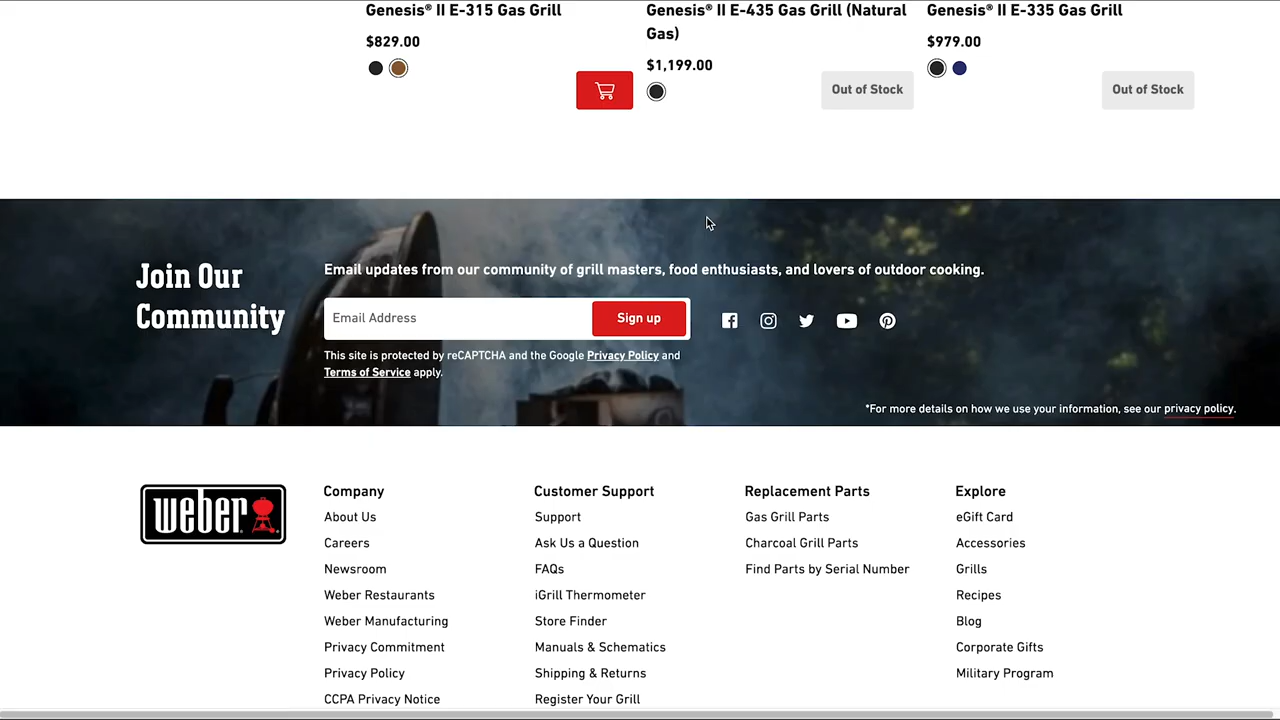 Genesis® II E-315 Gas Grill
$829.00
Genesis® II E-435 Gas Grill (Natural
Gas)
$1,199.00
Out of Stock
Genesis® II E-335 Gas Grill
$979.00
Out of Stock
Join Our
Community
Email updates from our community of grill masters, food enthusiasts, and lovers of outdoor cooking.
Email Address
Sign up
This site is protected by reCAPTCHA and the Google Privacy Policy and
Terms of Service apply.
*For more details on how we use your information, see our privacy policy.
weber
Company
About Us
Careers
Newsroom
Weber Restaurants
Weber Manufacturing
Privacy Commitment
Privacy Policy
CCPA Privacy Notice
Customer Support
Support
Ask Us a Question
FAQs
iGrill Thermometer
Store Finder
Manuals & Schematics
Shipping & Returns
Register Your Grill
Replacement Parts
Gas Grill Parts
Charcoal Grill Parts
Find Parts by Serial Number
Explore
eGift Card
Accessories
Grills
Recipes
Blog
Corporate Gifts
Military Program